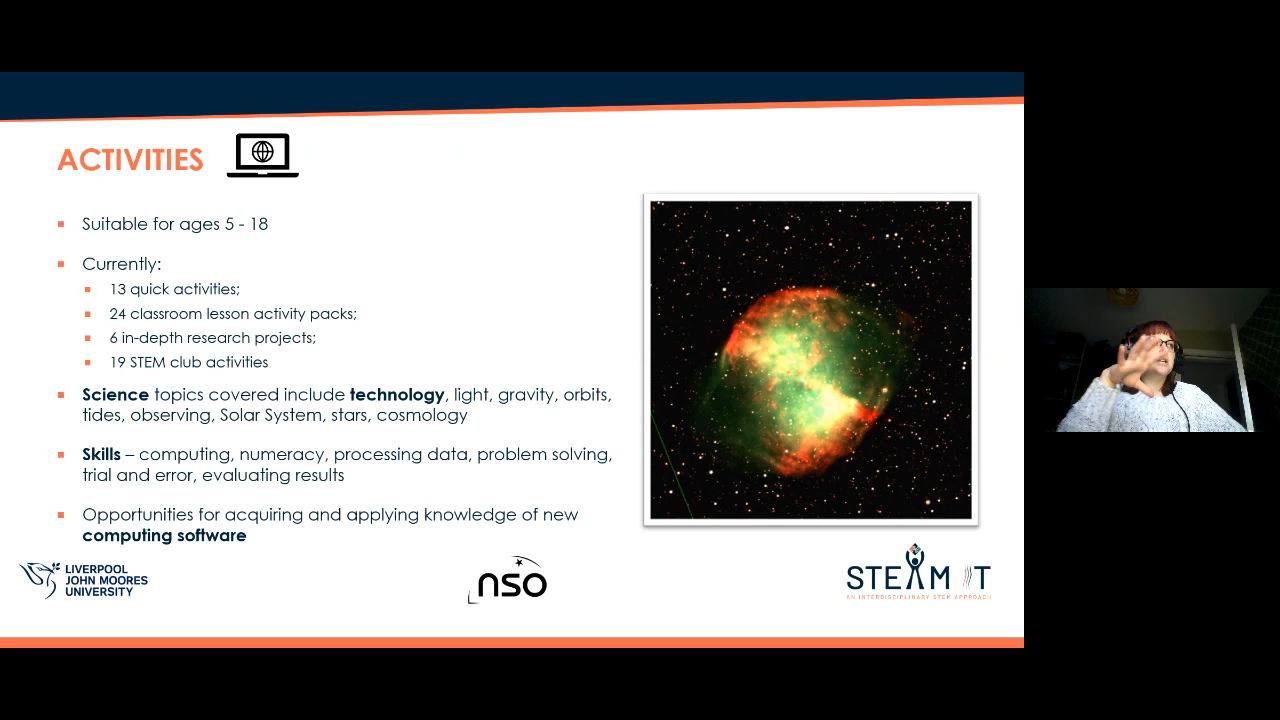 ACTIVITIES
Suitable for ages 5 - 18
Currently:
13 quick activities;
24 classroom lesson activity packs;
6 in-depth research projects;
19 STEM club activities
Science topics covered include technology, light, gravity, orbits,
tides, observing, Solar System, stars, cosmology
Skills – computing, numeracy, processing data, problem solving,
trial and error, evaluating results
Opportunities for acquiring and applying knowledge of new
computing software
LIVERPOOL
JOHN MOORES
UNIVERSITY
nso
STEAM IT
AN INTERDISCIPLINARY STEM APPROACH